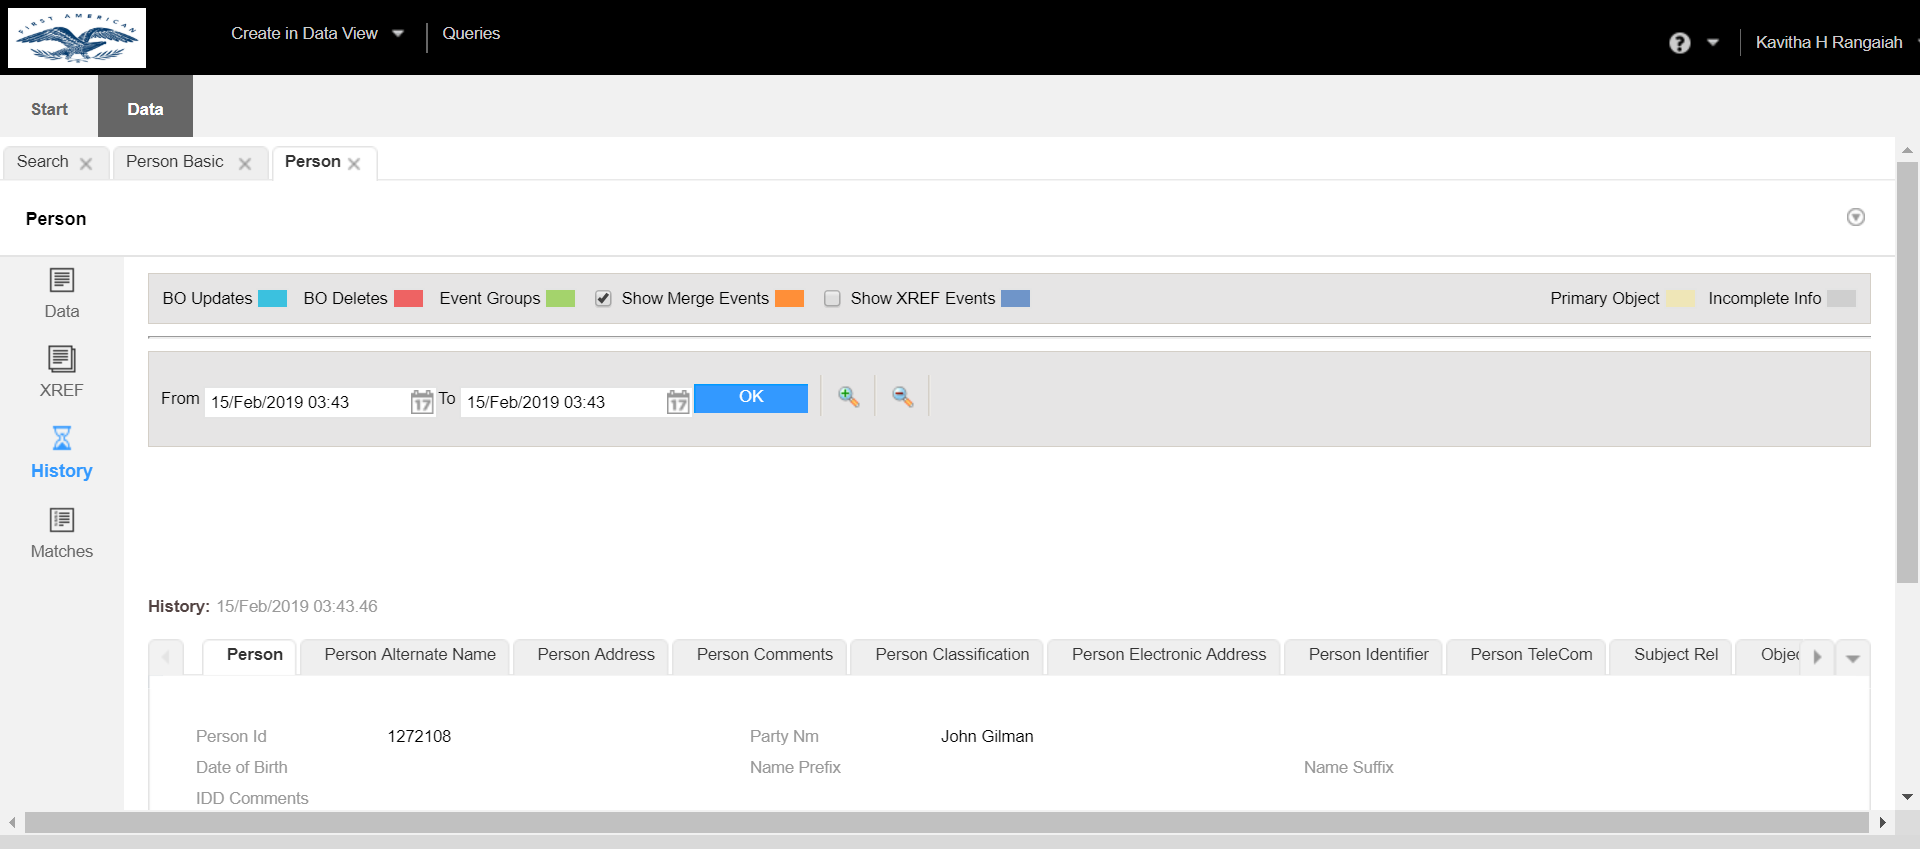 FIRST AMERICAN
Create in Data View
Queries
Kavitha H Rangaiah
Start
Data
Search
Person Basic
Person
Person
Data
XREF
History
Matches
BO Updates
BO Deletes
Event Groups
Show Merge Events
Show XREF Events
Primary Object
Incomplete Info
From 15/Feb/2019 03:43 17 To 15/Feb/2019 03:43 17 OK
History: 15/Feb/2019 03:43.46
Person
Person Alternate Name
Person Address
Person Comments
Person Classification
Person Electronic Address
Person Identifier
Person TeleCom
Subject Rel
Objec
Person Id 1272108
Party Nm John Gilman
Date of Birth
Name Prefix
Name Suffix
IDD Comments